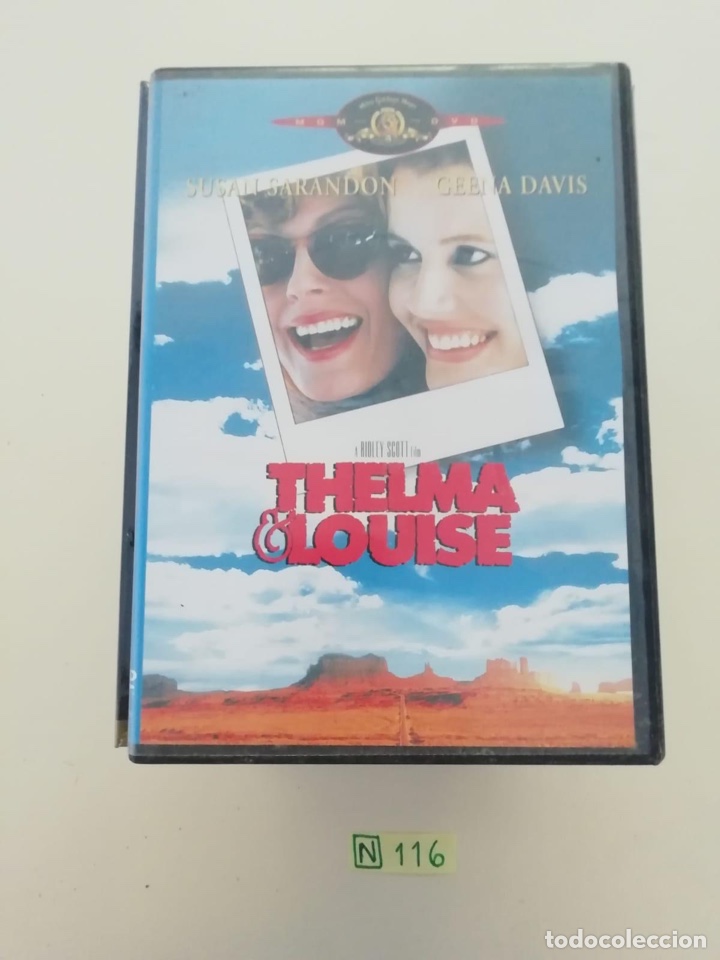 MGM DVD
SUSAN SARANDON GEENA DAVIS
A RIDLEY SCOTT Film
THELMA
& LOUISE
N 116
todocoleccion